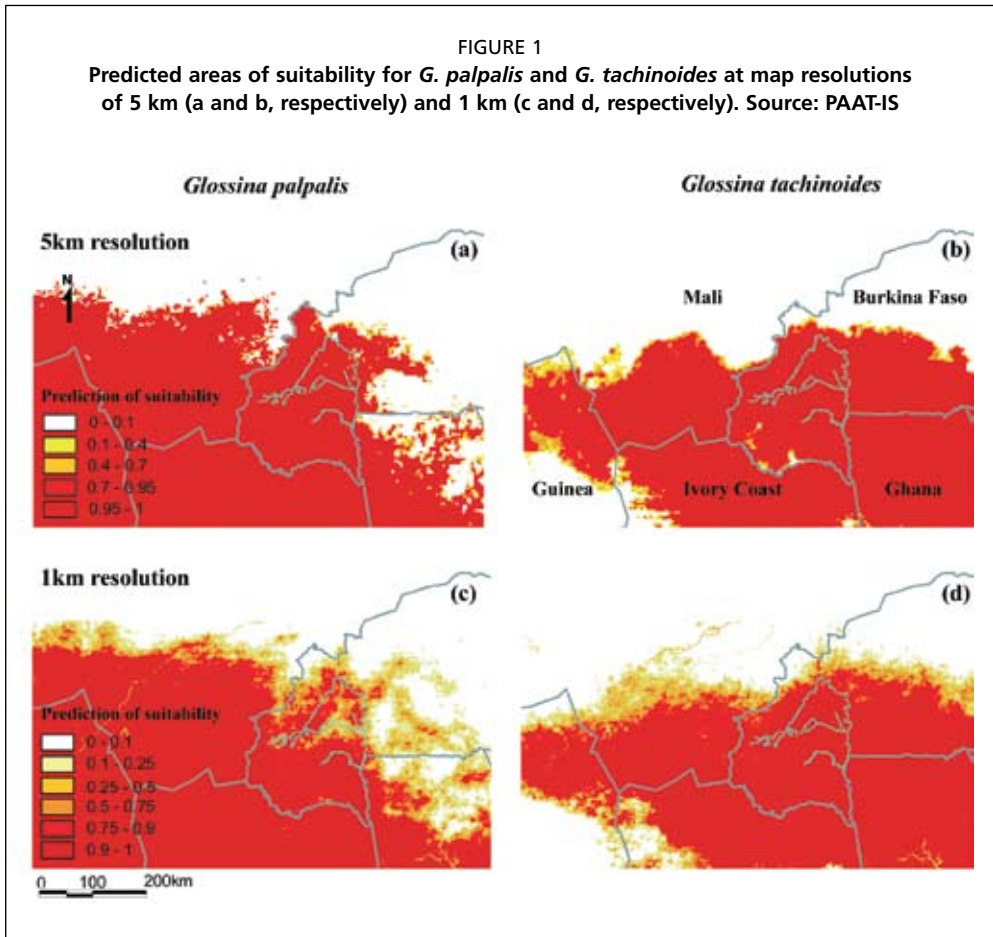 FIGURE 1
Predicted areas of suitability for G. palpalis and G. tachinoides at map resolutions
of 5 km (a and b, respectively) and 1 km (c and d, respectively). Source: PAAT-IS
Glossina palpalis
Glossina tachinoides
5km resolution
(a)
(b)
N
Mali
Burkina Faso
Prediction of suitability
0 - 0.1
0.1 - 0.4
0.4 - 0.7
0.7 - 0.95
0.95 - 1
Guinea
Ivory Coast
Ghana
1km resolution
(c)
(d)
Prediction of suitability
0 - 0.1
0.1 - 0.25
0.25 - 0.5
0.5 - 0.75
0.75 - 0.9
0.9 - 1
0 100 200km